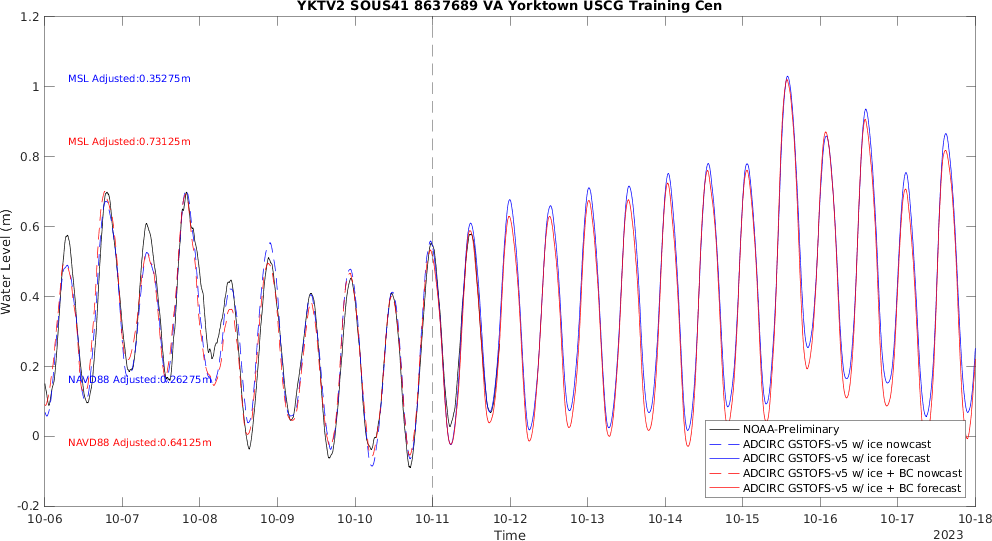 YKTV2 SOUS41 8637689 VA Yorktown USCG Training Cen
1.2
1
0.8
0.6
0.4
0.2
0
-0.2
Water Level (m)
MSL Adjusted:0.35275m
MSL Adjusted:0.73125m
NAVD88 Adjusted:0.26275m
NAVD88 Adjusted:0.64125m
NOAA-Preliminary
ADCIRC GSTOFS-v5 w/ ice nowcast
ADCIRC GSTOFS-v5 w/ ice forecast
ADCIRC GSTOFS-v5 w/ ice + BC nowcast
ADCIRC GSTOFS-v5 w/ ice + BC forecast
10-06 10-07 10-08 10-09 10-10 10-11 10-12 10-13 10-14 10-15 10-16 10-17 10-18
Time
2023